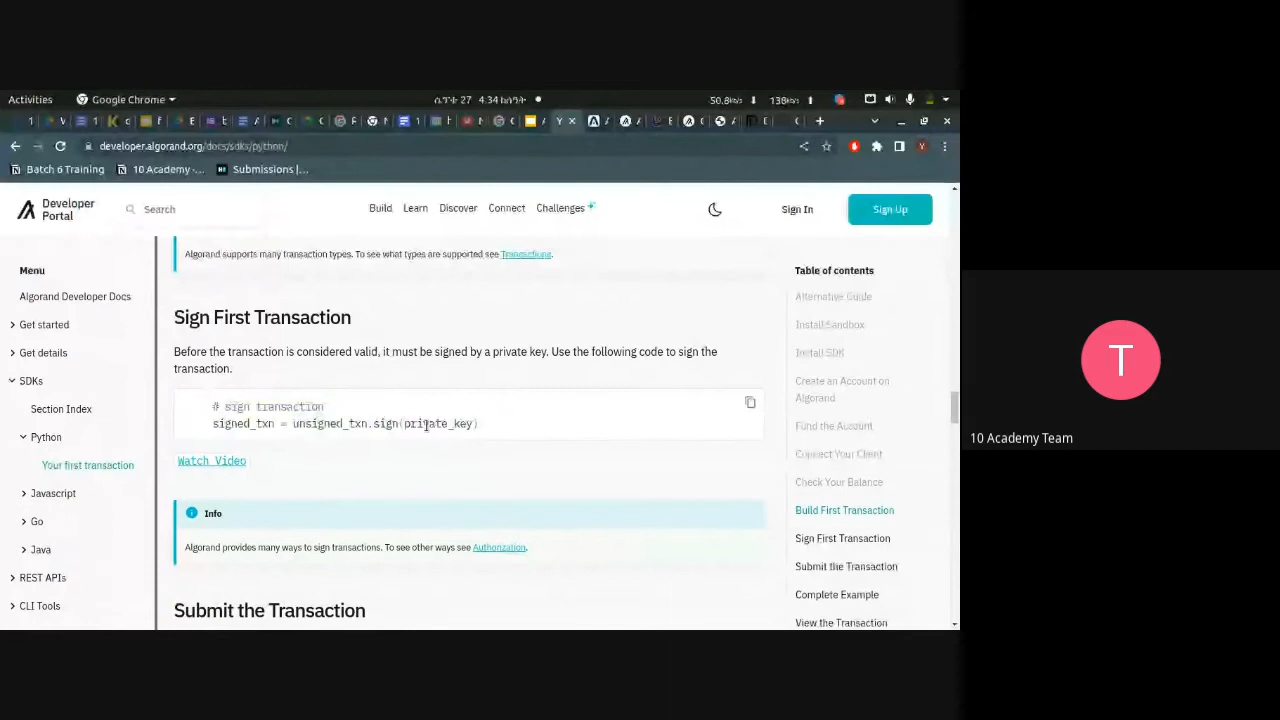 Activities
Google Chrome
27 4.34
50.8kb/s
138kb/s
developer.algorand.org/docs/sdks/python/
Batch 6 Training
10 Academy -...
Submissions |...
Developer
Portal
Search
Build
Learn
Discover
Connect
Challenges
Sign In
Sign Up
Menu
Algorand Developer Docs
Get started
Get details
SDKs
Section Index
Python
Your first transaction
Javascript
Go
Java
REST APIs
CLI Tools
Algorand supports many transaction types. To see what types are supported see Transactions.
Sign First Transaction
Before the transaction is considered valid, it must be signed by a private key. Use the following code to sign the
transaction.
# sign transaction
signed_txn = unsigned_txn.sign(private_key)
Watch Video
Info
Algorand provides many ways to sign transactions. To see other ways see Authorization.
Submit the Transaction
Table of contents
Alternative Guide
Install Sandbox
Install SDK
Create an Account on
Algorand
Fund the Account
Connect Your Client
Check Your Balance
Build First Transaction
Sign First Transaction
Submit the Transaction
Complete Example
View the Transaction
T
10 Academy Team